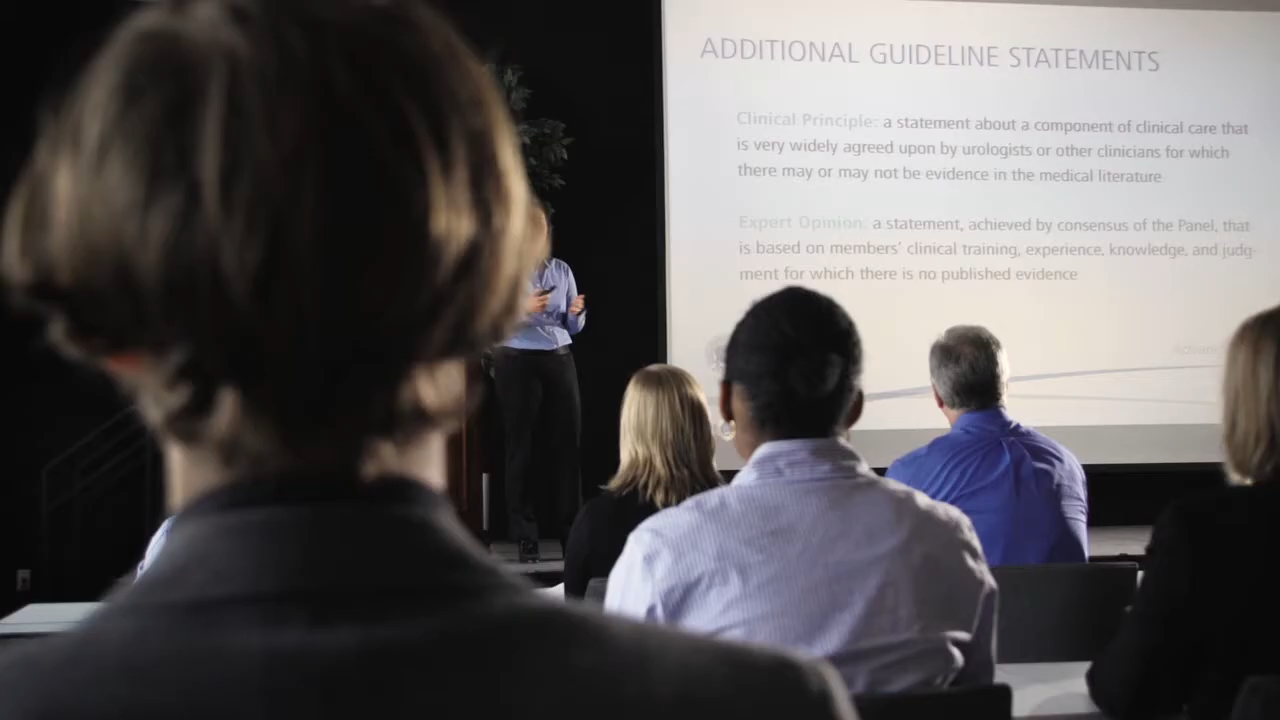 ADDITIONAL GUIDELINE STATEMENTS
Clinical Principle: a statement about a component of clinical care that
is very widely agreed upon by urologists or other clinicians for which
there may or may not be evidence in the medical literature
Expert Opinion: a statement, achieved by consensus of the Panel, that
is based on members' clinical training, experience, knowledge, and judg-
ment for which there is no published evidence